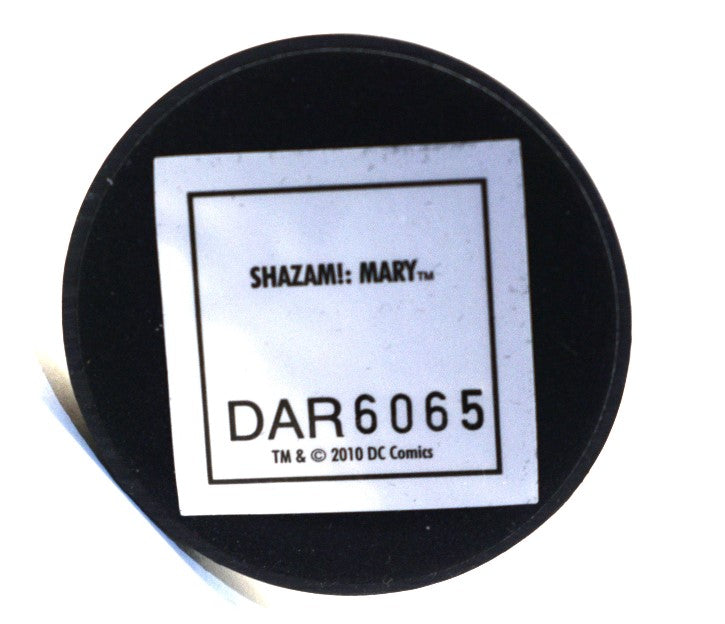 SHAZAM!: MARY™
DAR6065
TM & © 2010 DC Comics